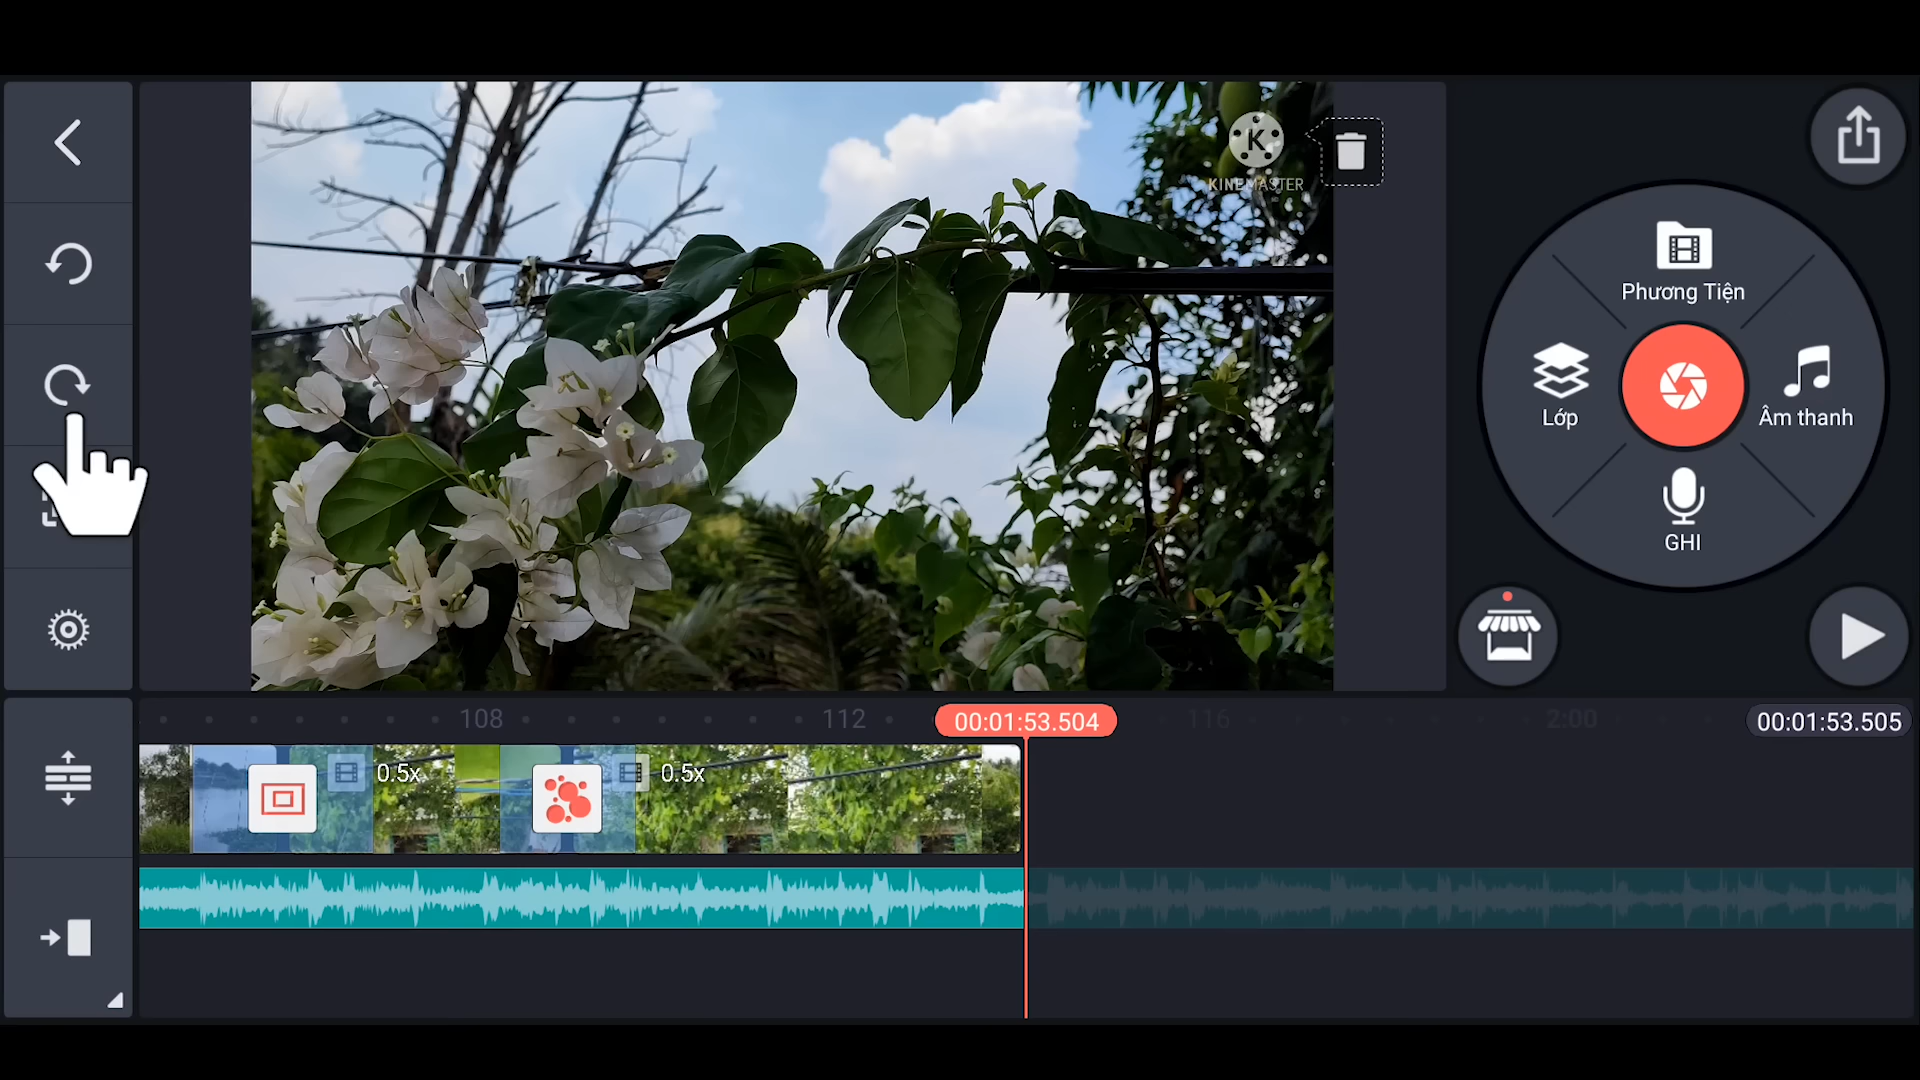 K
KINEMASTER
Phương Tiện
Lớp
Âm thanh
GHI
108
112
00:01:53.504
116
2:00
00:01:53.505
0.5x
0.5x